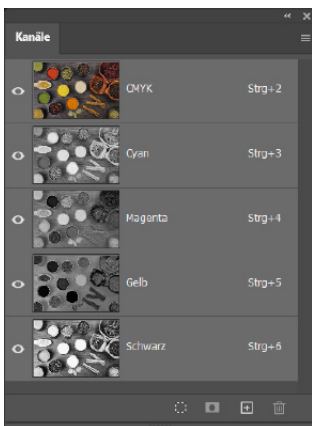 Kanäle
CMYK Strg+2
Cyan Strg+3
Magenta Strg+4
Gelb Strg+5
Schwarz Strg+6